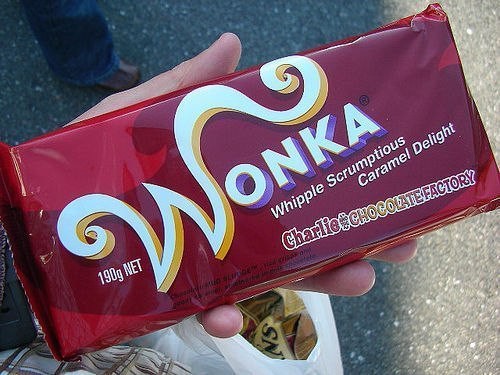 WONKA®
Whipple Scrumptious
Caramel Delight
Charlie AND THE CHOCOLATE FACTORY
190g NET